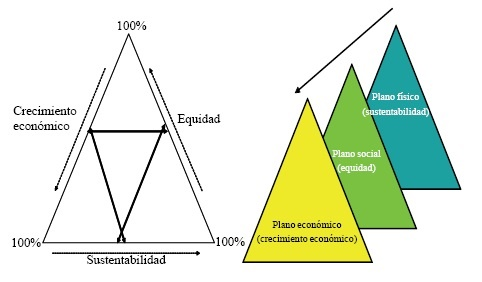 100%
Crecimiento
económico
Equidad
100%
100%
Sustentabilidad
Plano físico
(sustentabilidad)
Plano social
(equidad)
Plano económico
(crecimiento económico)